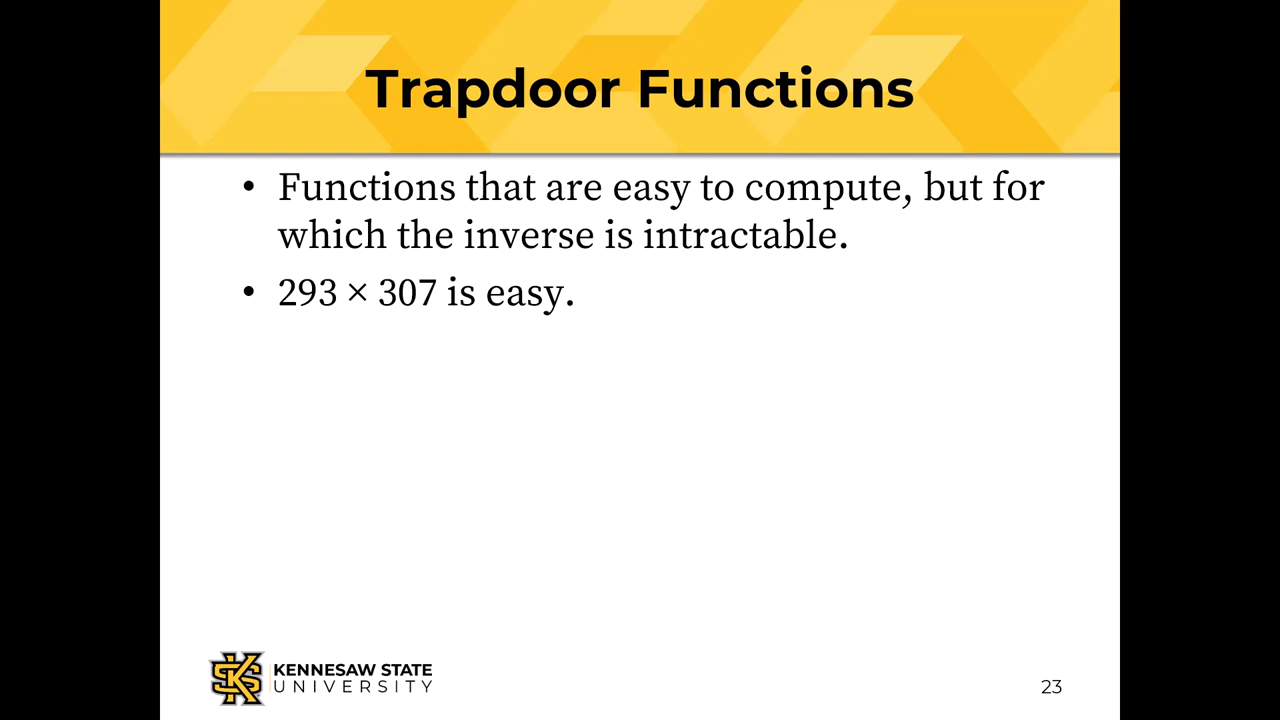 Trapdoor Functions
• Functions that are easy to compute, but for
which the inverse is intractable.
• 293 × 307 is easy.
KENNESAW STATE
UNIVERSITY
23